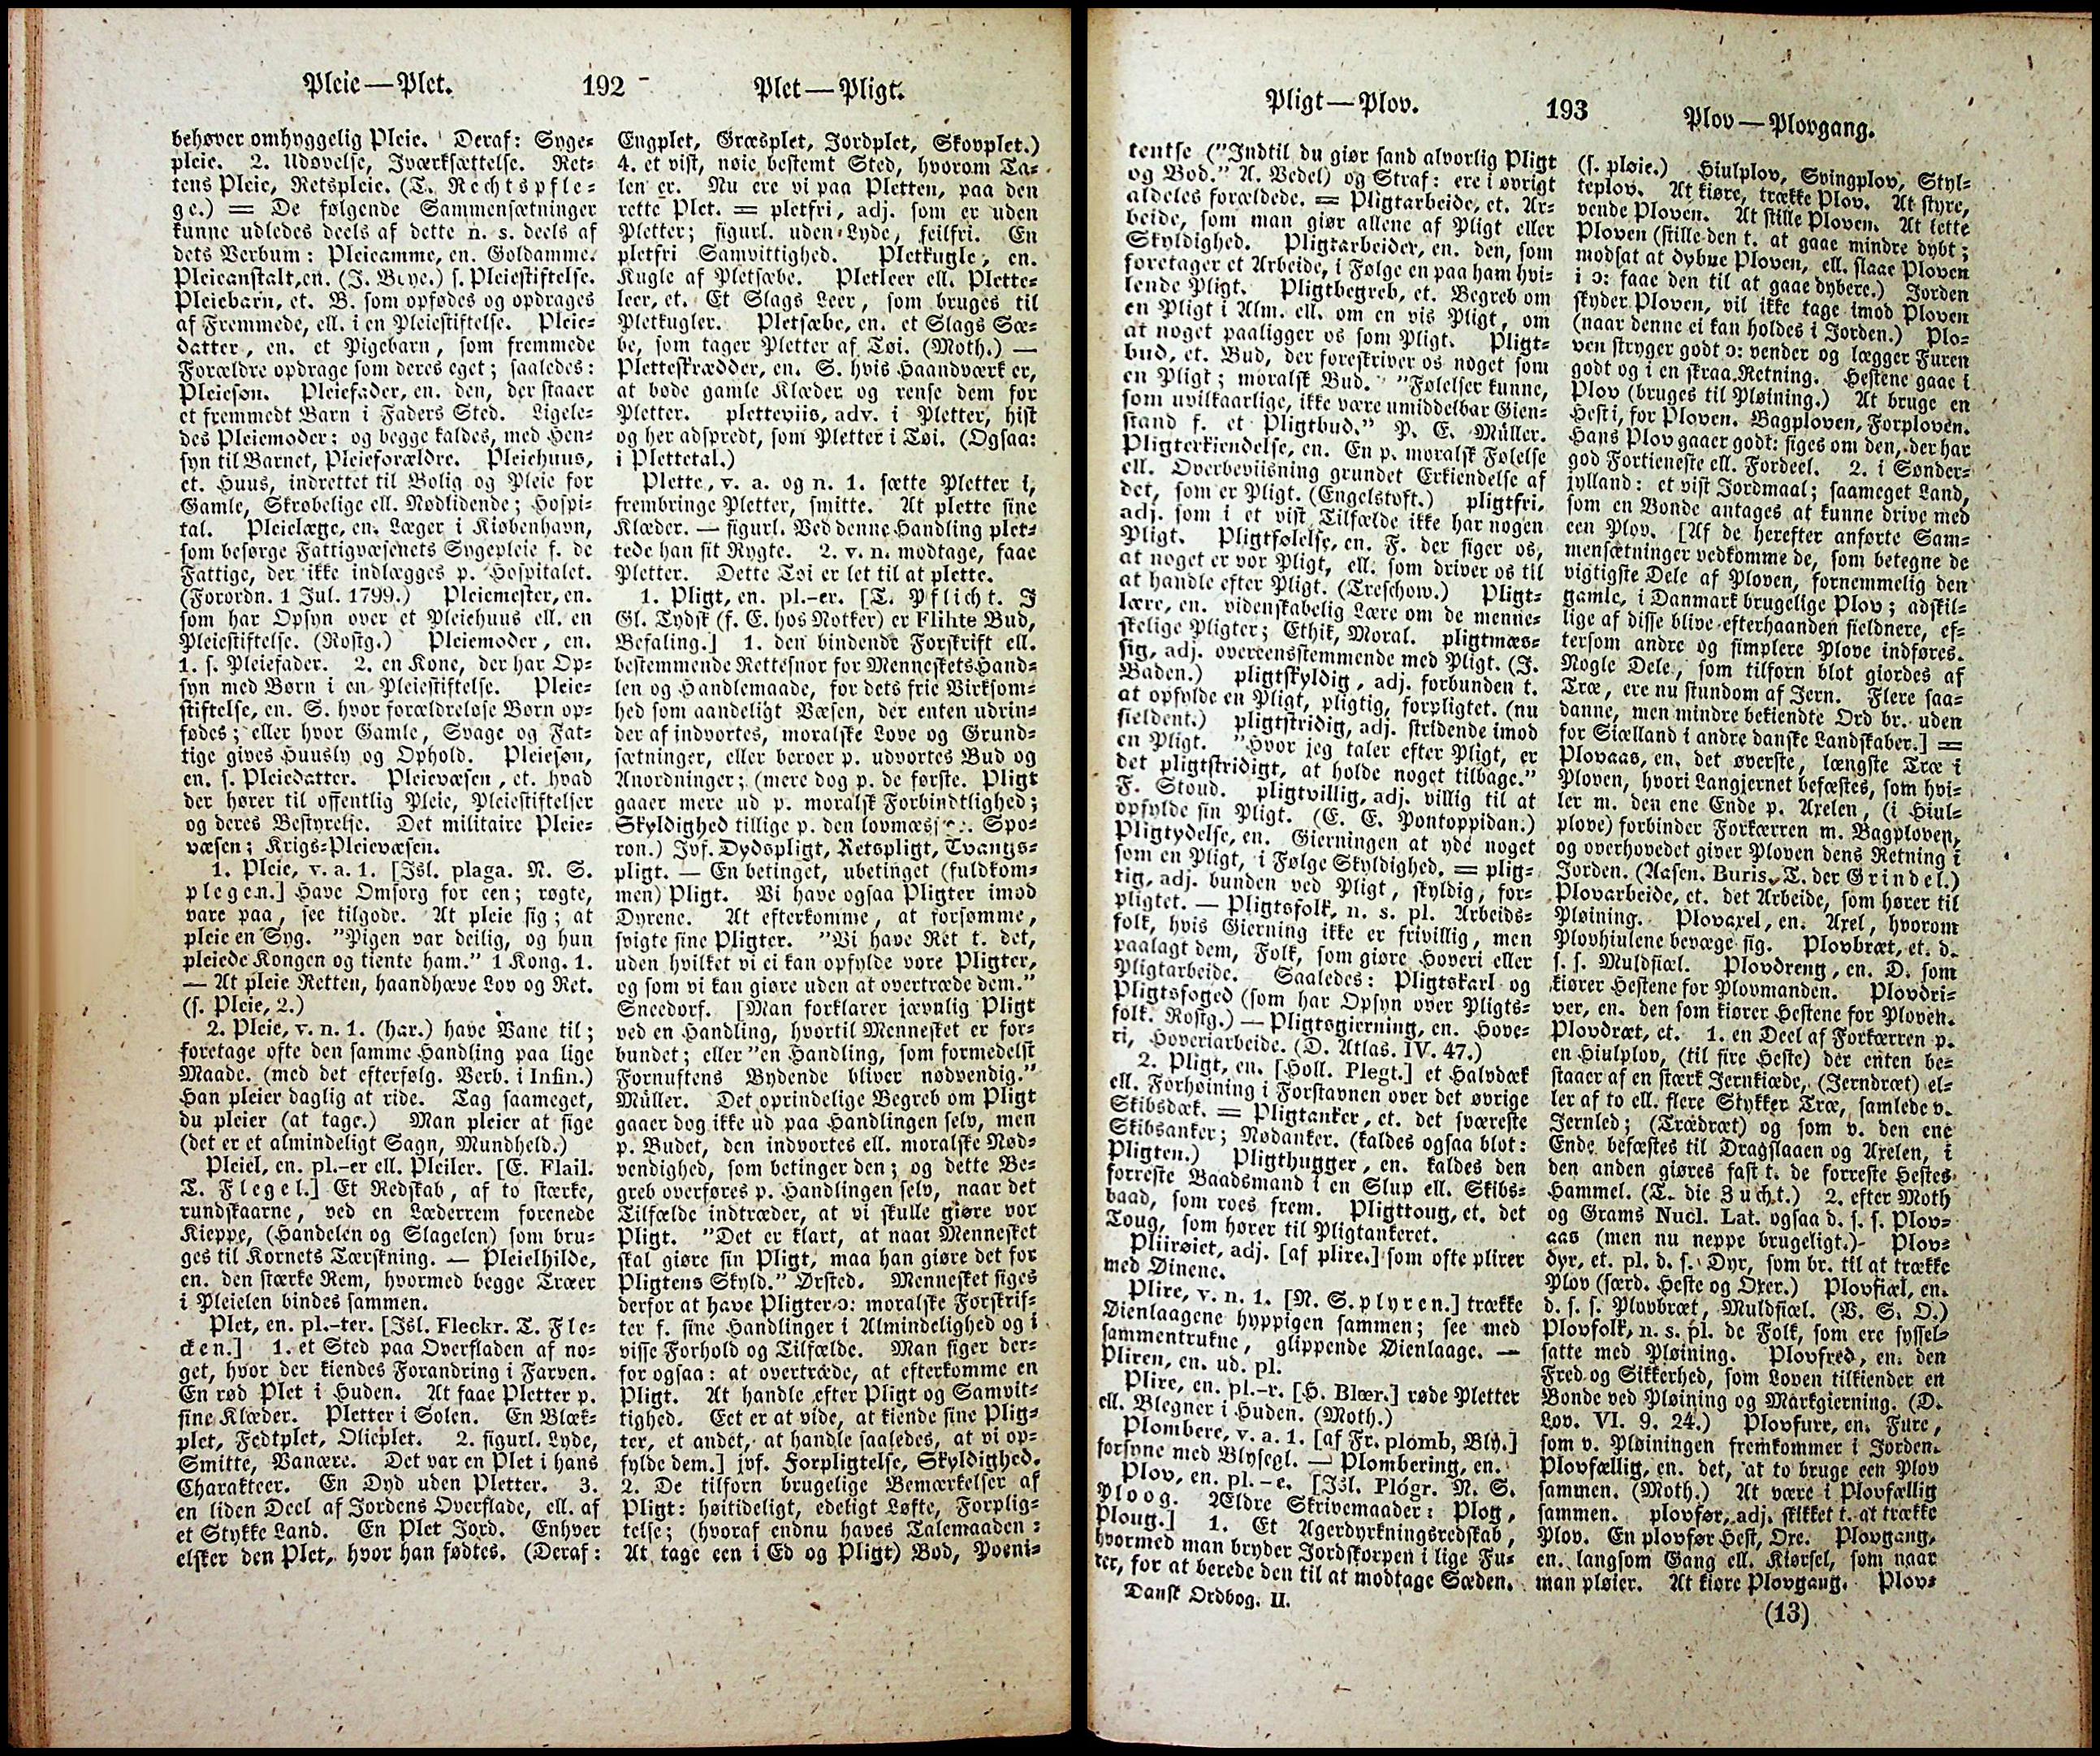 Pleie—Plet.
192
Plet—Pligt.
behøver omhyggelig Pleie. Deraf: Syge-
pleie. 2. Udøvelse, Iværksættelse. Ret-
tens Pleie, Retspleie. (T. Rechtspfle-
ge.) = De følgende Sammensætninger
kunne udledes deels af dette n. s. deels af
dets Verbum: Pleieamme, en. Goldamme.
Pleieanstalt, en. (J. Beye.) s. Pleiestiftelse.
Pleiebarn, et. B. som opfødes og opdrages
af Fremmede, ell. i en Pleiestiftelse. Pleie-
datter, en. et Pigebarn, som fremmede
Forældre opdrage som deres eget; saaledes:
Pleiesøn. Pleiefader, en. den, der staaer
et fremmedt Barn i Faders Sted. Ligele-
des Pleiemoder; og begge kaldes, med Hen-
syn til Barnet, Pleieforældre. Pleiehuus,
et. Huus, indrettet til Bolig og Pleie for
Gamle, Skrøbelige ell. Nødlidende; Hospi-
tal. Pleielæge, en. Læger i Kiøbenhavn,
som besørge Fattigvæsenets Sygepleie f. de
Fattige, der ikke indlægges p. Hospitalet.
(Forordn. 1 Jul. 1799.) Pleiemester, en.
som har Opsyn over et Pleiehuus ell. en
Pleiestiftelse. (Rostg.) Pleiemoder, en.
1. s. Pleiefader. 2. en Kone, der har Op-
syn med Børn i en Pleiestiftelse. Pleie-
stiftelse, en. S. hvor forældreløse Børn op-
fødes; eller hvor Gamle, Svage og Fat-
tige gives Huusly og Ophold. Pleiesøn,
en. s. Pleiedatter. Pleievæsen, et. hvad
der hører til offentlig Pleie, Pleiestiftelser
og deres Bestyrelse. Det militaire Pleie-
væsen; Krigs-Pleievæsen.
1. Pleie, v. a. 1. [Isl. plaga. N. S.
plegen.] Have Omsorg for een; røgte,
vare paa, see tilgode. At pleie sig; at
pleie en Syg. "Pigen var deilig, og hun
pleiede Kongen og tiente ham." 1 Kong. 1.
— At pleie Retten, haandhæve Lov og Ret.
(s. Pleie, 2.)
2. Pleie, v. n. 1. (har.) have Vane til;
foretage ofte den samme Handling paa lige
Maade. (med det efterfølg. Verb. i Infin.)
Han pleier daglig at ride. Tag saameget,
du pleier (at tage.) Man pleier at sige
(det er et almindeligt Sagn, Mundheld.)
Pleiel, en. pl.-er ell. Pleiler. [E. Flail.
T. Flegel.] Et Redskab, af to stærke,
rundskaarne, ved en Læderrem forenede
Kieppe, (Handelen og Slagelen) som bru-
ges til Kornets Tærskning. — Pleielhilde,
en. den stærke Rem, hvormed begge Træer
i Pleielen bindes sammen.
Plet, en. pl.-ter. [Isl. Fleckr. T. Fle-
cken.] 1. et Sted paa Overfladen af no-
get, hvor der kiendes Forandring i Farven.
En rød Plet i Huden. At faae Pletter p.
sine Klæder. Pletter i Solen. En Blæk-
plet, Fedtplet, Olieplet. 2. figurl. Lyde,
Smitte, Vanære. Det var en Plet i hans
Charakteer. En Dyd uden Pletter. 3.
en liden Deel af Jordens Overflade, ell. af
et Stykke Land. En Plet Jord. Enhver
elsker den Plet, hvor han fødtes. (Deraf:
Engplet, Græsplet, Jordplet, Skovplet.)
4. et vist, nøie bestemt Sted, hvorom Ta-
len er. Nu ere vi paa Pletten, paa den
rette Plet. = pletfri, adj. som er uden
Pletter; figurl. uden Lyde, feilfri. En
pletfri Samvittighed. Pletkugle, en.
Kugle af Pletsæbe. Pletleer ell. Plette-
leer, et. Et Slags Leer, som bruges til
Pletkugler. Pletsæbe, en. et Slags Sæ-
be, som tager Pletter af Tøi. (Moth.) —
Pletteskrædder, en. S. hvis Haandværk er,
at bøde gamle Klæder og rense dem for
Pletter. pletteviis, adv. i Pletter, hist
og her adspredt, som Pletter i Tøi. (Ogsaa:
i Plettetal.)
Plette, v. a. og n. 1. sætte Pletter i,
frembringe Pletter, smitte. At plette sine
Klæder. — figurl. Ved denne Handling plet-
tede han sit Rygte. 2. v. n. modtage, faae
Pletter. Dette Tøi er let til at plette.
1. Pligt, en. pl.-er. [T. Pflicht. I
Gl. Tydsk (f. E. hos Notker) er Flihte Bud,
Befaling.] 1. den bindende Forskrift ell.
bestemmende Rettesnor for Menneskets Hand-
len og Handlemaade, for dets frie Virksom-
hed som aandeligt Væsen, der enten udrin-
der af indvortes, moralske Love og Grund-
sætninger, eller beroer p. udvortes Bud og
Anordninger; (mere dog p. de første. Pligt
gaaer mere ud p. moralsk Forbindtlighed;
Skyldighed tillige p. den lovmæssige. Spo-
ron.) Jvf. Dydspligt, Retspligt, Tvangs-
pligt. — En betinget, ubetinget (fuldkom-
men) Pligt. Vi have ogsaa Pligter imod
Dyrene. At efterkomme, at forsømme,
svigte sine Pligter. "Vi have Ret t. det,
uden hvilket vi ei kan opfylde vore Pligter,
og som vi kan giøre uden at overtræde dem."
Sneedorf. [Man forklarer jævnlig Pligt
ved en Handling, hvortil Mennesket er for-
bundet; eller "en Handling, som formedelst
Fornuftens Bydende bliver nødvendig."
Müller. Det oprindelige Begreb om Pligt
gaaer dog ikke ud paa Handlingen selv, men
p. Budet, den indvortes ell. moralske Nød-
vendighed, som betinger den; og dette Be-
greb overføres p. Handlingen selv, naar det
Tilfælde indtræder, at vi skulle giøre vor
Pligt. "Det er klart, at naar Mennesket
skal giøre sin Pligt, maa han giøre det for
Pligtens Skyld." Ørsted. Mennesket siges
derfor at have Pligter ɔ: moralske Forskrif-
ter f. sine Handlinger i Almindelighed og i
visse Forhold og Tilfælde. Man siger der-
for ogsaa: at overtræde, at efterkomme en
Pligt. At handle efter Pligt og Samvit-
tighed. Eet er at vide, at kiende sine Plig-
ter, et andet, at handle saaledes, at vi op-
fylde dem.] jvf. Forpligtelse, Skyldighed.
2. De tilforn brugelige Bemærkelser af
Pligt: høitideligt, edeligt Løfte, Forplig-
telse; (hvoraf endnu haves Talemaaden:
At tage een i Ed og Pligt) Bod, Poeni-
Pligt—Plov.
193
Plov—Plovgang.
tentse ("Indtil du giør sand alvorlig Pligt
og Bod." A. Vedel) og Straf: ere i øvrigt
aldeles forældede. = Pligtarbeide, et. Ar-
beide, som man giør allene af Pligt eller
Skyldighed. Pligtarbeider, en. den, som
foretager et Arbeide, i Følge en paa ham hvi-
lende Pligt. Pligtbegreb, et. Begreb om
en Pligt i Alm. ell. om en vis Pligt, om
at noget paaligger os som Pligt. Pligt-
bud, et. Bud, der foreskriver os noget som
en Pligt; moralsk Bud. "Følelser kunne,
som uvilkaarlige, ikke være umiddelbar Gien-
stand f. et Pligtbud." P. E. Müller.
Pligterkiendelse, en. En p. moralsk Følelse
ell. Overbeviisning grundet Erkiendelse af
det, som er Pligt. (Engelstoft.) pligtfri,
adj. som i et vist Tilfælde ikke har nogen
Pligt. Pligtfølelse, en. F. der siger os,
at noget er vor Pligt, ell. som driver os til
at handle efter Pligt. (Treschow.) Pligt-
lære, en. videnskabelig Lære om de menne-
skelige Pligter; Ethik, Moral. pligtmæs-
sig, adj. overeensstemmende med Pligt. (J.
Baden.) pligtskyldig, adj. forbunden t.
at opfylde en Pligt, pligtig, forpligtet. (nu
sieldent.) pligtstridig, adj. stridende imod
en Pligt. "Hvor jeg taler efter Pligt, er
det pligtstridigt, at holde noget tilbage."
F. Stoud. pligtvillig, adj. villig til at
opfylde sin Pligt. (E. E. Pontoppidan.)
Pligtydelse, en. Gierningen at yde noget
som en Pligt, i Følge Skyldighed. = plig-
tig, adj. bunden ved Pligt, skyldig, for-
pligtet. — Pligtsfolk, n. s. pl. Arbeids-
folk, hvis Gierning ikke er frivillig, men
paalagt dem, Folk, som giøre Hoveri eller
Pligtarbeide. Saaledes: Pligtskarl og
Pligtsfoged (som har Opsyn over Pligts-
folk. Rostg.) — Pligtsgierning, en. Hove-
ri, Hoveriarbeide. (D. Atlas. IV. 47.)
2. Pligt, en. [Holl. Plegt.] et Halvdæk
ell. Forhøining i Forstavnen over det øvrige
Skibsdæk. = Pligtanker, et. det sværeste
Skibsanker; Nødanker. (kaldes ogsaa blot:
Pligten.) Pligthugger, en. kaldes den
forreste Baadsmand i en Slup ell. Skibs-
baad, som roes frem. Pligttoug, et. det
Toug, som hører til Pligtankeret.
Pliirøiet, adj. [af plire.] som ofte plirer
med Øinene.
Plire, v. n. 1. [N. S. plyren.] trække
Øienlaagene hyppigen sammen; see med
sammentrukne, glippende Øienlaage. —
Pliren, en. ud. pl.
Plire, en. pl.-r. [H. Blær.] røde Pletter
ell. Blegner i Huden. (Moth.)
Plombere, v. a. 1. [af Fr. plomb, Bly.]
forsyne med Blysegl. — Plombering, en.
Plov, en. pl.-e. [Isl. Plógr. N. S.
Ploog. Ældre Skrivemaader: Plog,
Ploug.] 1. Et Agerdyrkningsredskab,
hvormed man bryder Jordskorpen i lige Fu-
rer, for at berede den til at modtage Sæden.
Dansk Ordbog. II.
(s. pløie.) Hiulplov, Svingplov, Styl-
teplov. At kiøre, trække Plov. At styre,
vende Ploven. At stille Ploven. At lette
Ploven (stille den t. at gaae mindre dybt;
modsat at dybne Ploven, ell. slaae Ploven
i ɔ: faae den til at gaae dybere.) Jorden
skyder Ploven, vil ikke tage imod Ploven
(naar denne ei kan holdes i Jorden.) Plo-
ven stryger godt ɔ: vender og lægger Furen
godt og i en skraa Retning. Hestene gaae i
Plov (bruges til Pløining.) At bruge en
Hest i, for Ploven. Bagploven, Forploven.
Hans Plov gaaer godt: siges om den, der har
god Fortieneste ell. Fordeel. 2. i Sønder-
jylland: et vist Jordmaal; saameget Land,
som en Bonde antages at kunne drive med
een Plov. [Af de herefter anførte Sam-
mensætninger vedkomme de, som betegne de
vigtigste Dele af Ploven, fornemmelig den
gamle, i Danmark brugelige Plov; adskil-
lige af disse blive efterhaanden sieldnere, ef-
tersom andre og simplere Plove indføres.
Nogle Dele, som tilforn blot giordes af
Træ, ere nu stundom af Jern. Flere saa-
danne, men mindre bekiendte Ord br. uden
for Siælland i andre danske Landskaber.] =
Plovaas, en. det øverste, længste Træ i
Ploven, hvori Langjernet befæstes, som hvi-
ler m. den ene Ende p. Axelen, (i Hiul-
plove) forbinder Forkærren m. Bagploven,
og overhovedet giver Ploven dens Retning i
Jorden. (Aasen. Buris. T. der Grindel.)
Plovarbeide, et. det Arbeide, som hører til
Pløining. Plovaxel, en. Axel, hvorom
Plovhiulene bevæge sig. Plovbræt, et. d.
s. s. Muldfiæl. Plovdreng, en. D. som
kiører Hestene for Plovmanden. Plovdri-
ver, en. den som kiører Hestene for Ploven.
Plovdræt, et. 1. en Deel af Forkærren p.
en Hiulplov, (til fire Heste) der enten be-
staaer af en stærk Jernkiæde, (Jerndræt) el-
ler af to ell. flere Stykker Træ, samlede v.
Jernled; (Trædræt) og som v. den ene
Ende befæstes til Dragslaaen og Axelen, i
den anden giøres fast t. de forreste Hestes
Hammel. (T. die Zucht.) 2. efter Moth
og Grams Nucl. Lat. ogsaa d. s. s. Plov-
aas (men nu neppe brugeligt.) Plov-
dyr, et. pl. d. s. Dyr, som br. til at trække
Plov (særd. Heste og Oxer.) Plovfiæl, en.
d. s. s. Plovbræt, Muldfiæl. (V. S. O.)
Plovfolk, n. s. pl. de Folk, som ere syssel-
satte med Pløining. Plovfred, en. den
Fred og Sikkerhed, som Loven tilkiender en
Bonde ved Pløining og Markgierning. (D.
Lov. VI. 9. 24.) Plovfure, en. Fure,
som v. Pløiningen fremkommer i Jorden.
Plovfællig, en. det, at to bruge een Plov
sammen. (Moth.) At være i Plovfællig
sammen. plovfør, adj. skikket t. at trække
Plov. En plovfør Hest, Oxe. Plovgang,
en. langsom Gang ell. Kiørsel, som naar
man pløier. At kiøre Plovgang. Plov-
(13)